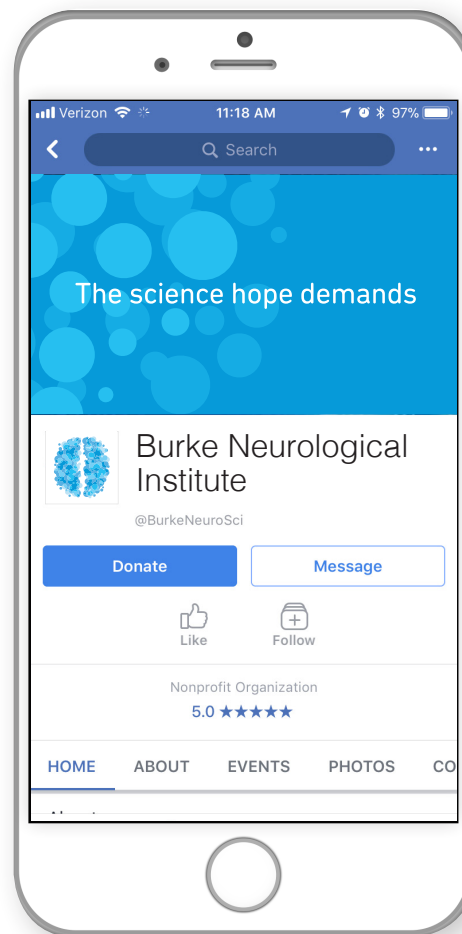 Verizon 11:18 AM 97%
Search
The science hope demands
Burke Neurological
Institute
@BurkeNeuroSci
Donate Message
Like Follow
Nonprofit Organization
5.0 ★★★★★
HOME ABOUT EVENTS PHOTOS CO